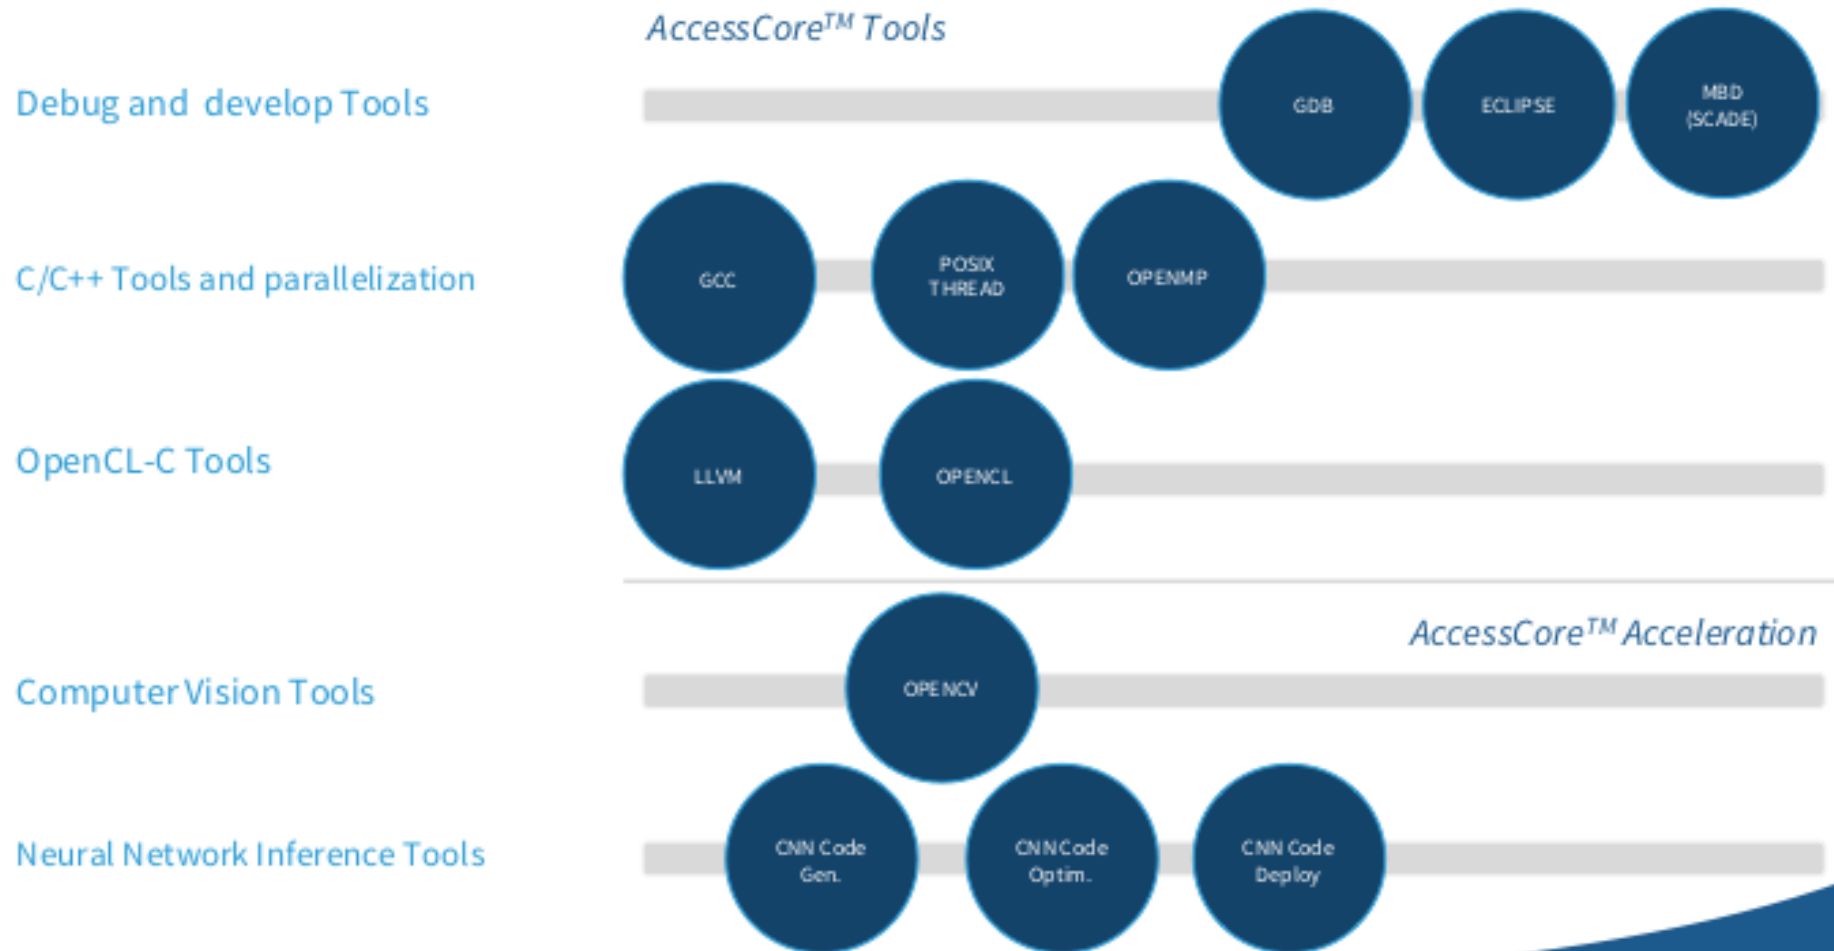 AccessCore™ Tools
Debug and develop Tools
GDB
ECLIPSE
MBD
(SCADE)
C/C++ Tools and parallelization
GCC
POSIX
THREAD
OPENMP
OpenCL-C Tools
LLVM
OPENCL
AccessCore™ Acceleration
Computer Vision Tools
OPENCV
Neural Network Inference Tools
CNN Code
Gen.
CNN Code
Optim.
CNN Code
Deploy